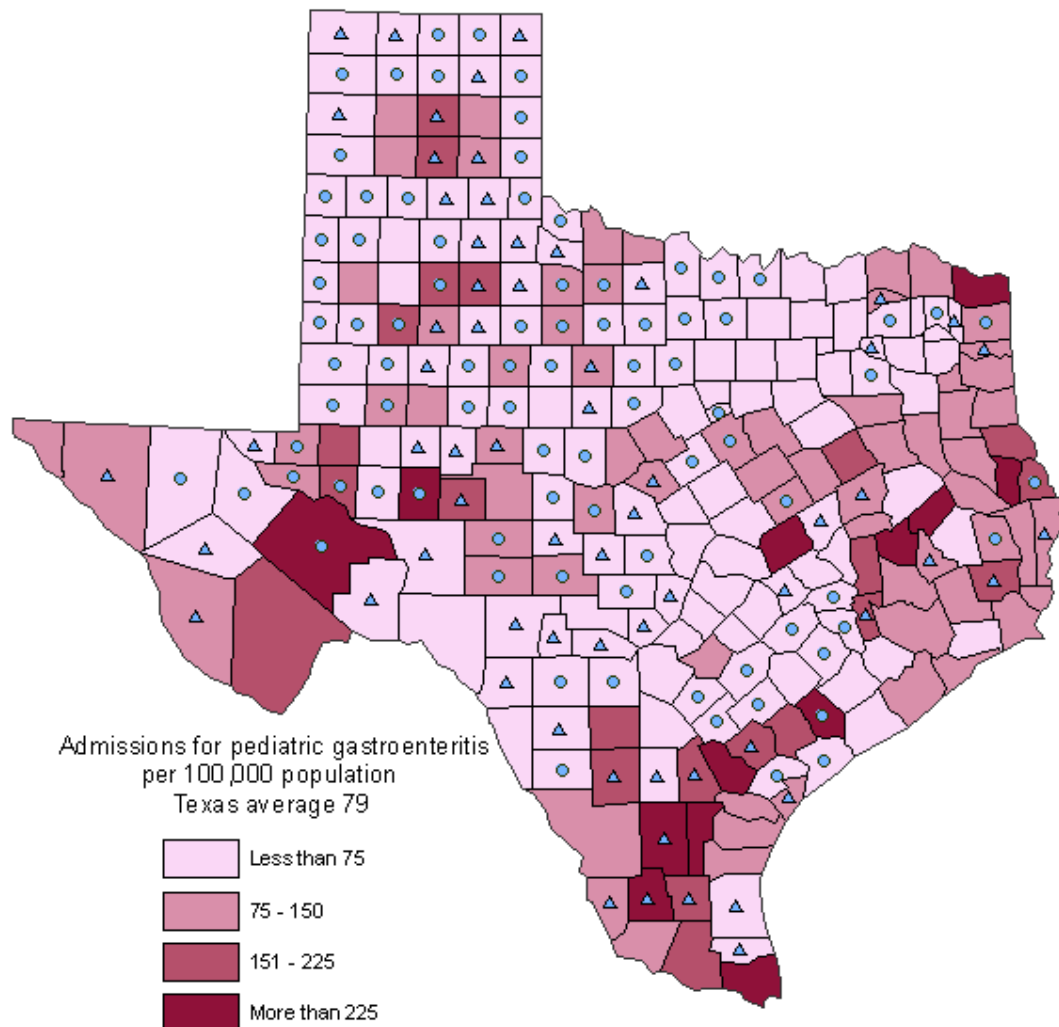 Admissions for pediatric gastroenteritis
per 100,000 population
Texas average 79
Less than 75
75 - 150
151 - 225
More than 225